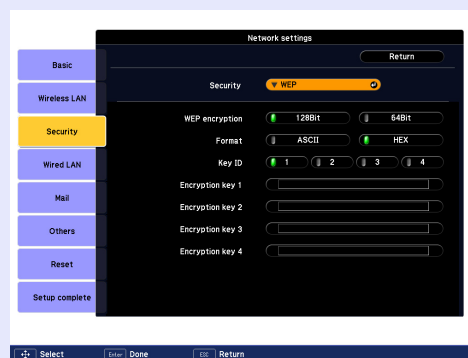 Network settings
Return
Basic
Wireless LAN
Security
Wired LAN
Mail
Others
Reset
Setup complete
Security WEP
WEP encryption 128Bit 64Bit
Format ASCII HEX
Key ID 1 2 3 4
Encryption key 1
Encryption key 2
Encryption key 3
Encryption key 4
Select Enter Done ESC Return